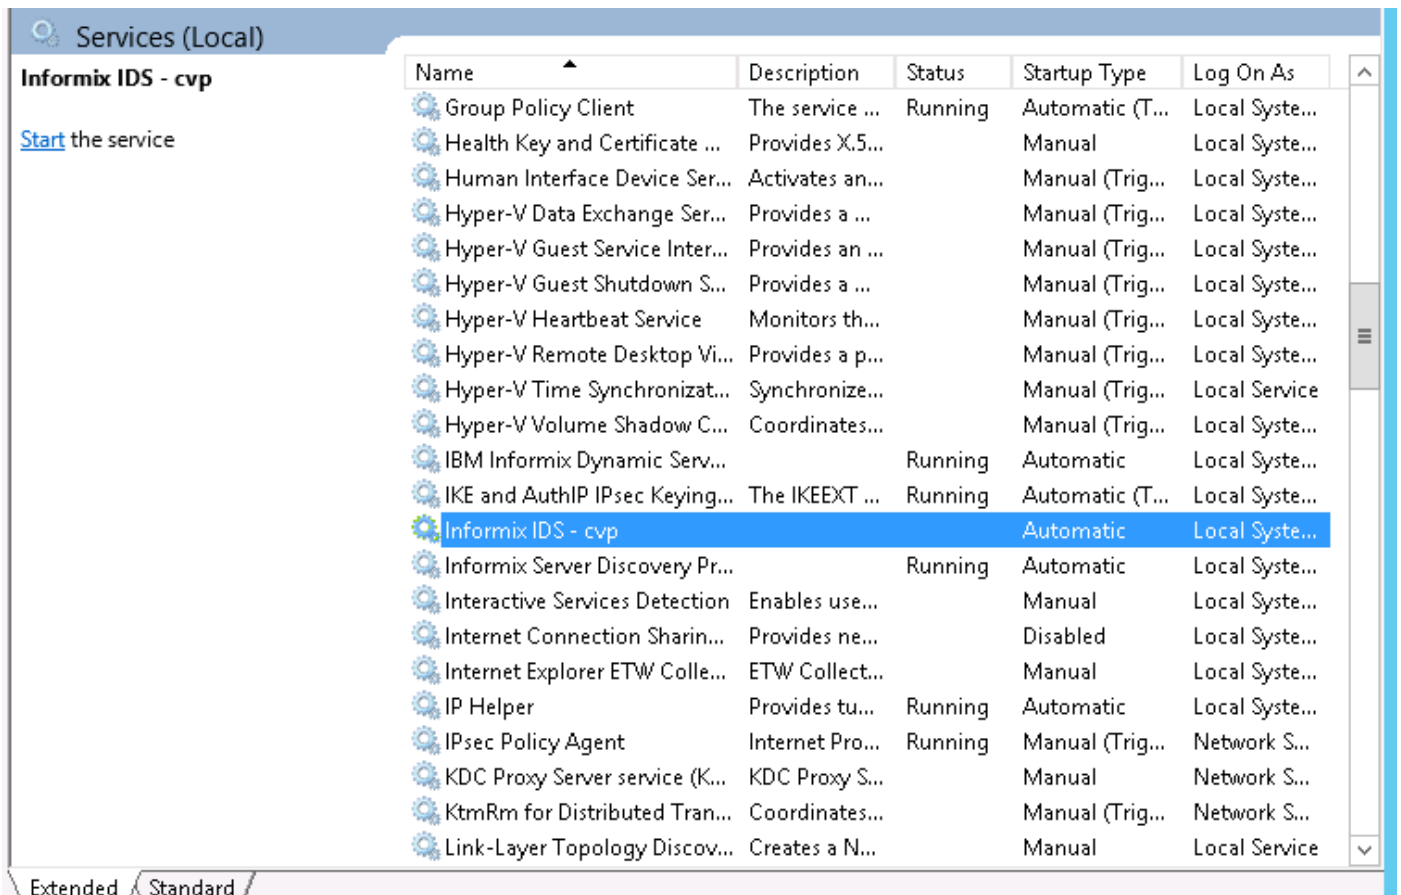 Services (Local)
Informix IDS - cvp
Start the service
Name Description Status Startup Type Log On As
Group Policy Client The service ... Running Automatic (T... Local Syste...
Health Key and Certificate ... Provides X.5... Manual Local Syste...
Human Interface Device Ser... Activates an... Manual (Trig... Local Syste...
Hyper-V Data Exchange Ser... Provides a ... Manual (Trig... Local Syste...
Hyper-V Guest Service Inter... Provides an ... Manual (Trig... Local Syste...
Hyper-V Guest Shutdown S... Provides a ... Manual (Trig... Local Syste...
Hyper-V Heartbeat Service Monitors th... Manual (Trig... Local Syste...
Hyper-V Remote Desktop Vi... Provides a p... Manual (Trig... Local Syste...
Hyper-V Time Synchronizat... Synchronize... Manual (Trig... Local Service
Hyper-V Volume Shadow C... Coordinates... Manual (Trig... Local Syste...
IBM Informix Dynamic Serv... Running Automatic Local Syste...
IKE and AuthIP IPsec Keying... The IKEEXT ... Running Automatic (T... Local Syste...
Informix IDS - cvp Automatic Local Syste...
Informix Server Discovery Pr... Running Automatic Local Syste...
Interactive Services Detection Enables use... Manual Local Syste...
Internet Connection Sharin... Provides ne... Disabled Local Syste...
Internet Explorer ETW Colle... ETW Collect... Manual Local Syste...
IP Helper Provides tu... Running Automatic Local Syste...
IPsec Policy Agent Internet Pro... Running Manual (Trig... Network S...
KDC Proxy Server service (K... KDC Proxy S... Manual Network S...
KtmRm for Distributed Tran... Coordinates... Manual (Trig... Network S...
Link-Layer Topology Discov... Creates a N... Manual Local Service
Extended Standard